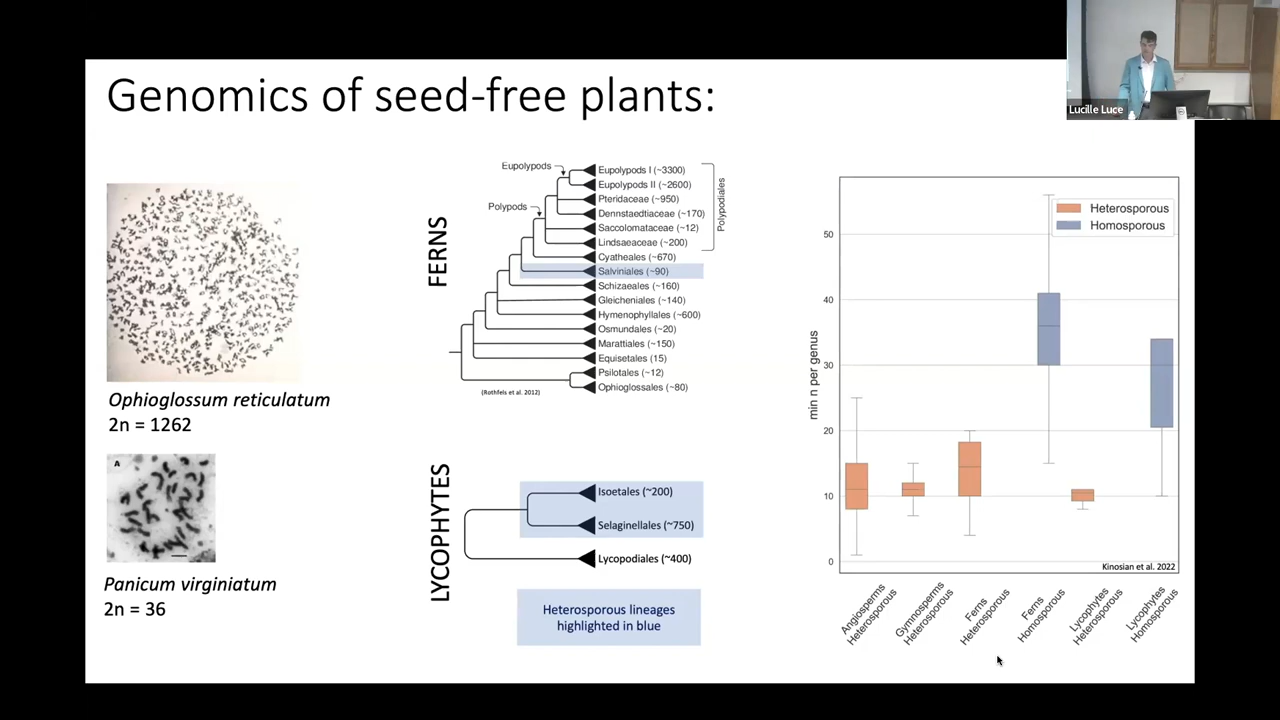 Genomics of seed-free plants:
Lucille Luce
Ophioglossum reticulatum
2n = 1262
A
Panicum virginiatum
2n = 36
FERNS
Eupolypods
Polypods
Eupolypods I (~3300)
Eupolypods II (~2600)
Pteridaceae (~950)
Dennstaedtiaceae (~170)
Saccolomataceae (~12)
Lindsaeaceae (~200)
Cyatheales (~670)
Salviniales (~90)
Schizaeales (~160)
Gleicheniales (~140)
Hymenophyllales (~600)
Osmundales (~20)
Marattiales (~150)
Equisetales (15)
Psilotales (~12)
Ophioglossales (~80)
Polypodiales
(Rothfels et al. 2012)
LYCOPHYTES
Isoetales (~200)
Selaginellales (~750)
Lycopodiales (~400)
Heterosporous lineages
highlighted in blue
Heterosporous
Homosporous
min n per genus
50
40
30
20
10
0
Kinosian et al. 2022
Angiosperms
Heterosporous
Gymnosperms
Heterosporous
Ferns
Heterosporous
Ferns
Homosporous
Lycophytes
Heterosporous
Lycophytes
Homosporous